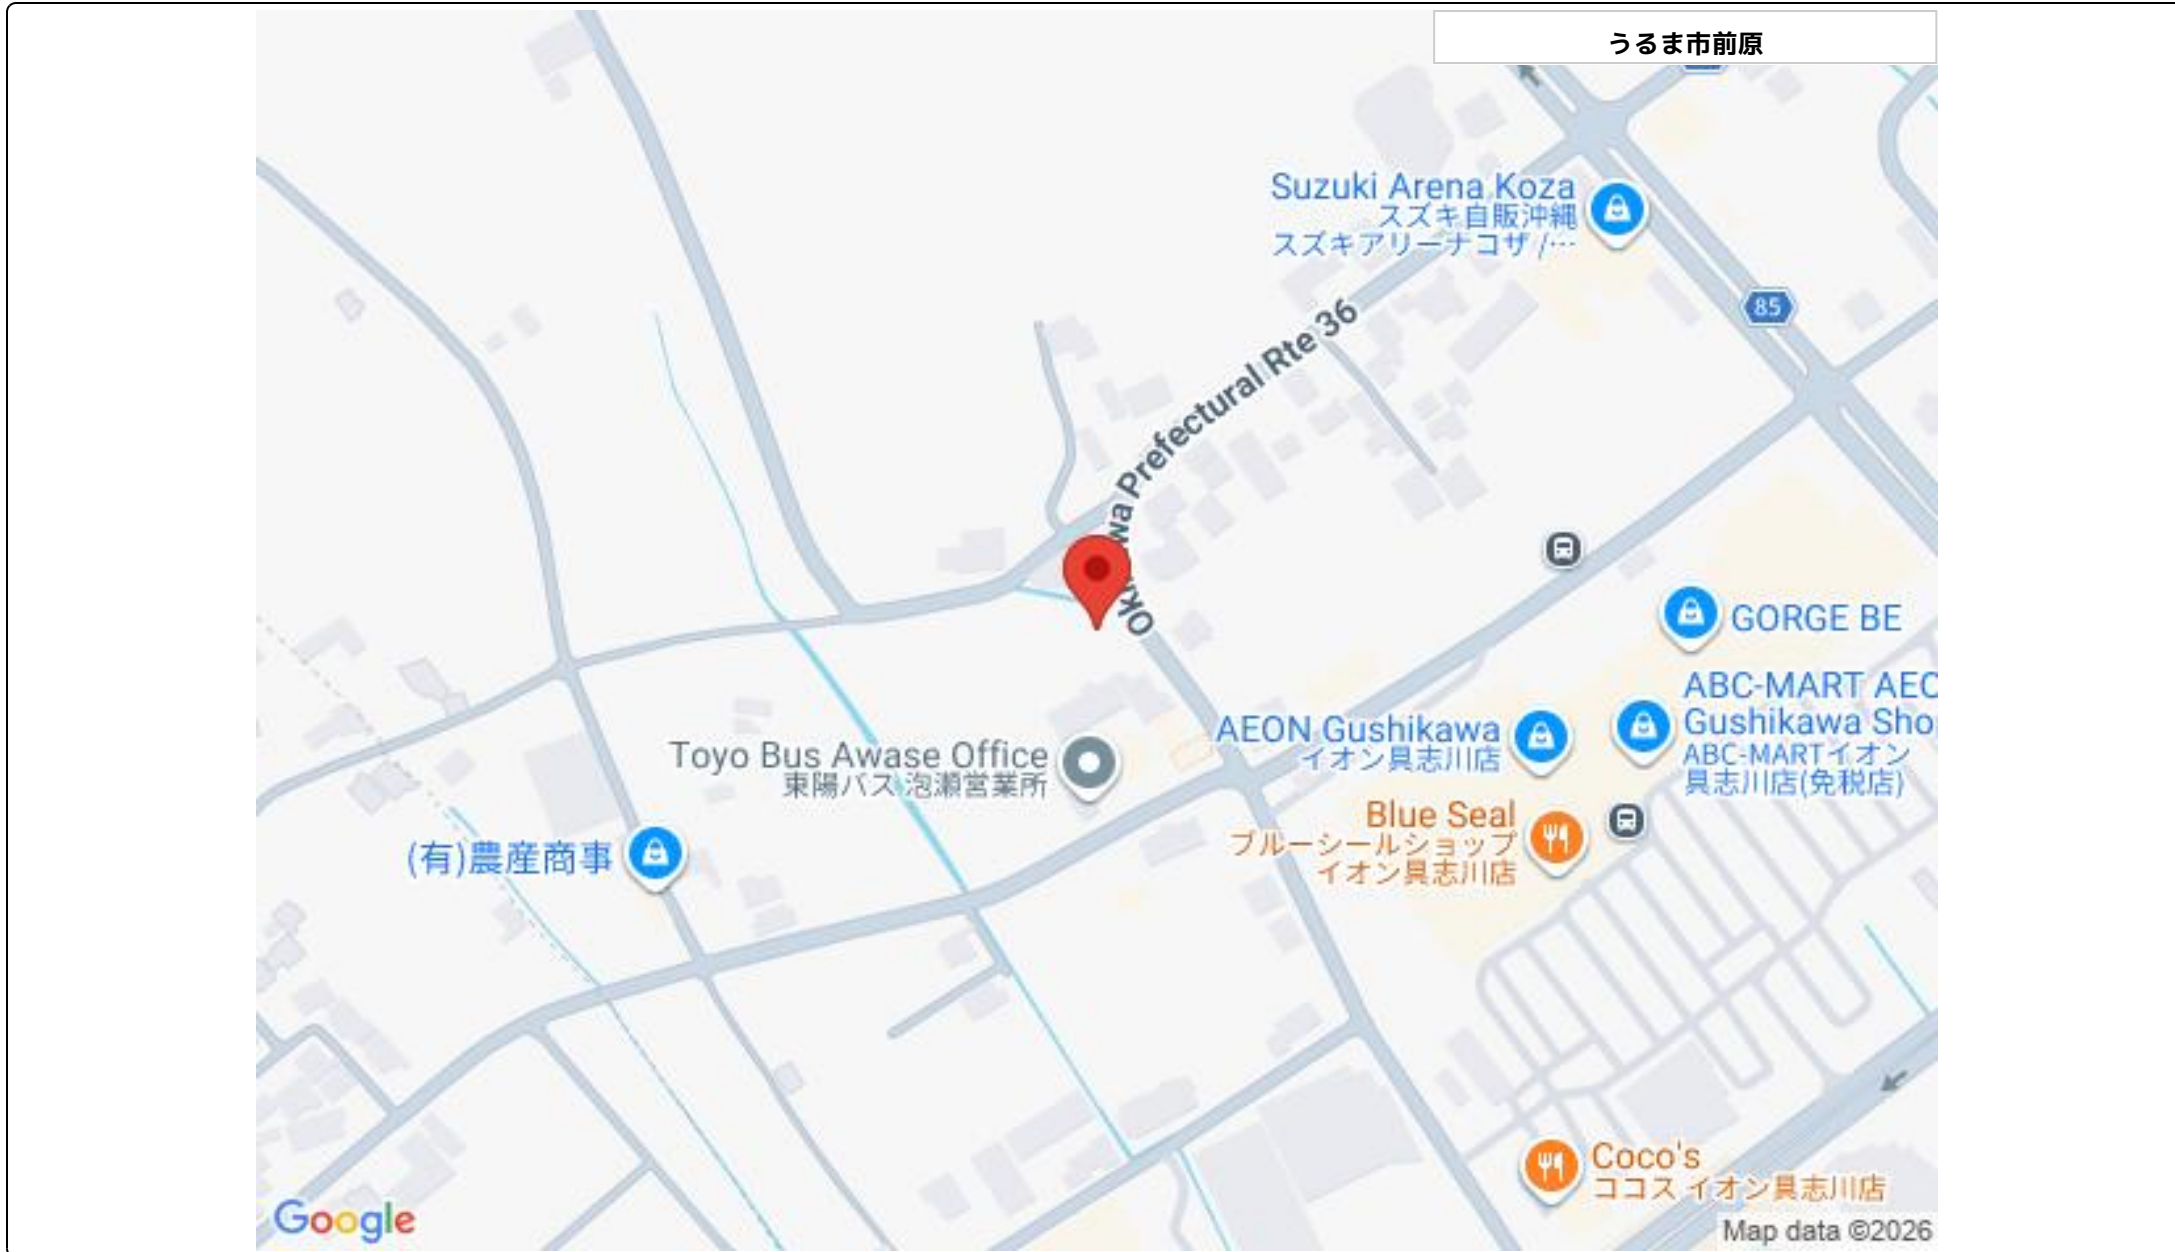 うるま市前原
Suzuki Arena Koza
スズキ自販沖縄
スズキアリーナコザ /…
85
Prefectural Rte 36
GORGE BE
ABC-MART AEO
Gushikawa Sho
ABC-MARTイオン
具志川店(免税店)
AEON Gushikawa
イオン具志川店
Toyo Bus Awase Office
東陽バス 泡瀬営業所
Blue Seal
ブルーシールショップ
イオン具志川店
(有)農産商事
Coco's
ココス イオン具志川店
Google
Map data ©2026